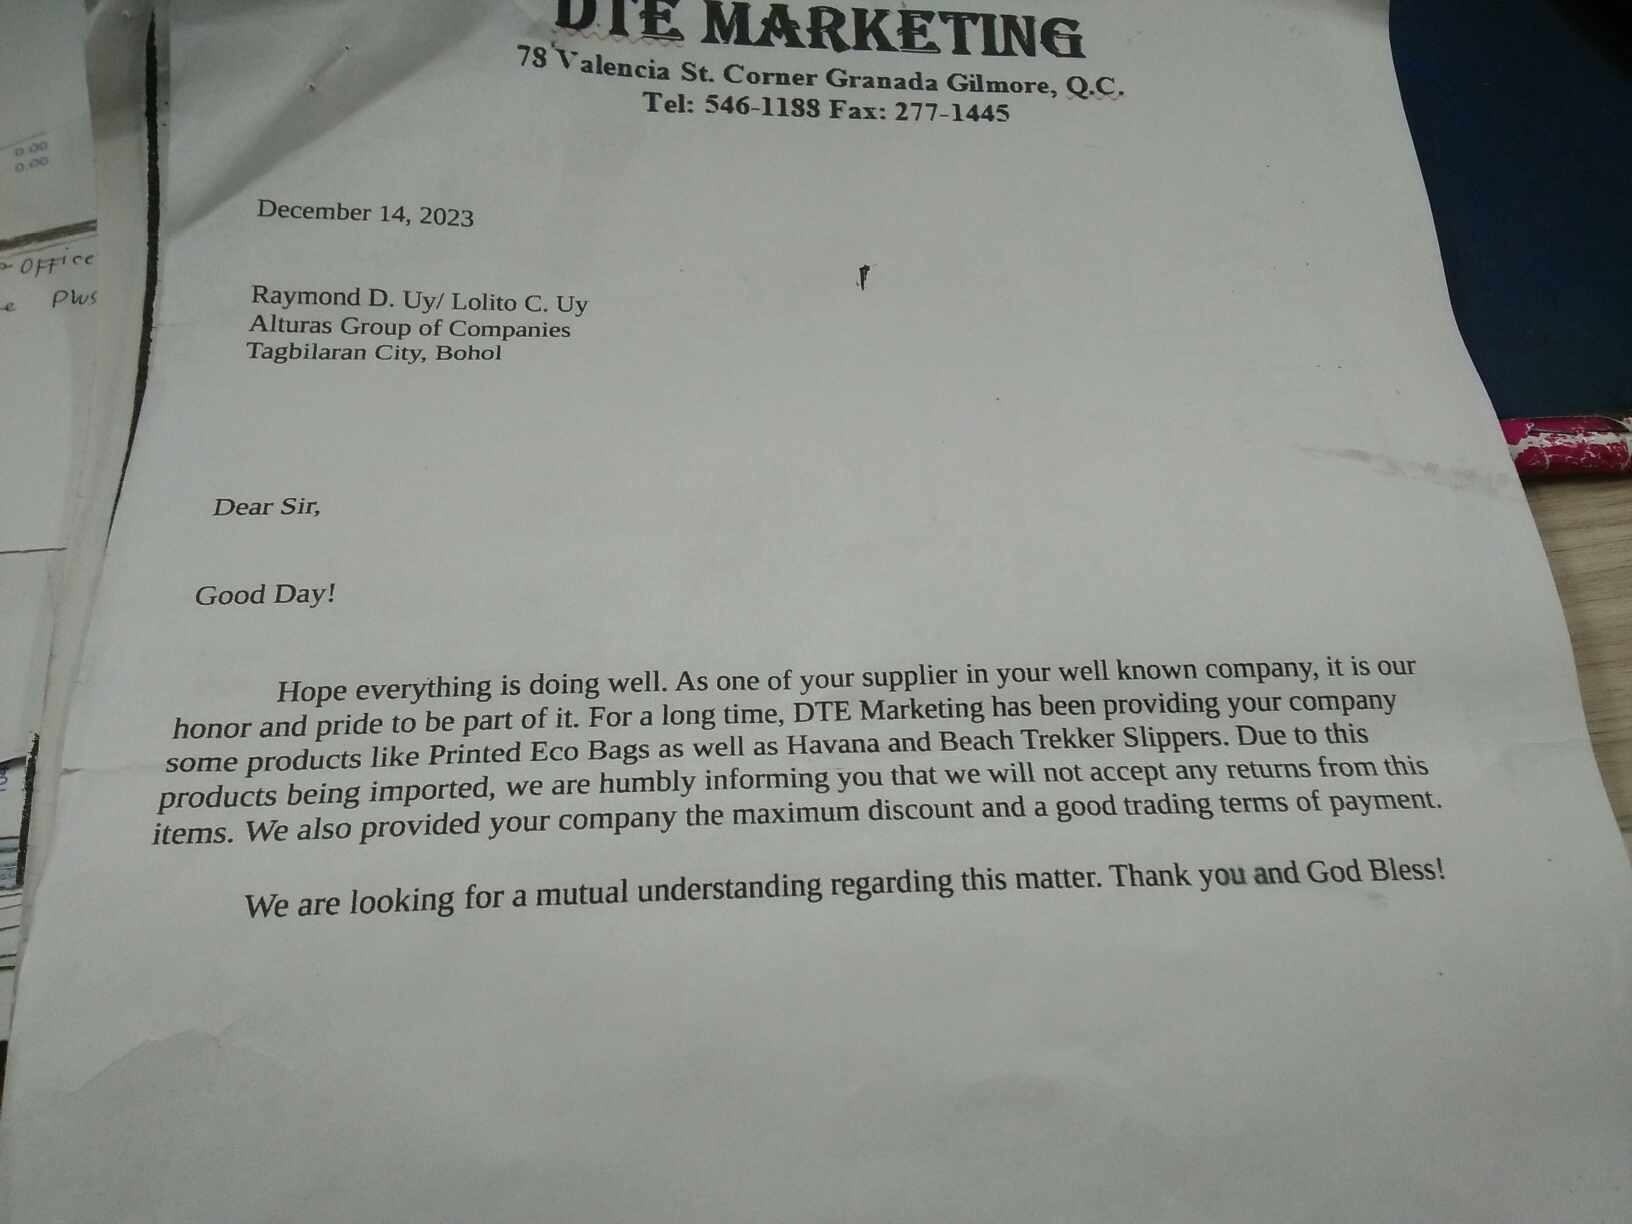 DTE MARKETING
78 Valencia St. Corner Granada Gilmore, Q.C.
Tel: 546-1188 Fax: 277-1445
0.00
0.00
OFFice
e PWS
December 14, 2023
Raymond D. Uy/ Lolito C. Uy
Alturas Group of Companies
Tagbilaran City, Bohol
Dear Sir,
Good Day!
Hope everything is doing well. As one of your supplier in your well known company, it is our
honor and pride to be part of it. For a long time, DTE Marketing has been providing your company
some products like Printed Eco Bags as well as Havana and Beach Trekker Slippers. Due to this
products being imported, we are humbly informing you that we will not accept any returns from this
items. We also provided your company the maximum discount and a good trading terms of payment.
We are looking for a mutual understanding regarding this matter. Thank you and God Bless!